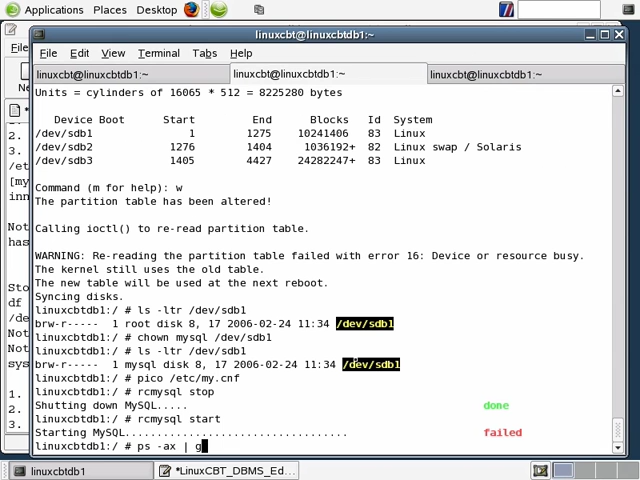 Applications Places Desktop
linuxcbt@linuxcbtdb1:~
File Edit View Terminal Tabs Help
linuxcbt@linuxcbtdb1:~ linuxcbt@linuxcbtdb1:~ linuxcbt@linuxcbtdb1:~
Units = cylinders of 16065 * 512 = 8225280 bytes
Device Boot Start End Blocks Id System
/dev/sdb1 1 1275 10241406 83 Linux
/dev/sdb2 1276 1404 1036192+ 82 Linux swap / Solaris
/dev/sdb3 1405 4427 24282247+ 83 Linux
Command (m for help): w
The partition table has been altered!
Calling ioctl() to re-read partition table.
WARNING: Re-reading the partition table failed with error 16: Device or resource busy.
The kernel still uses the old table.
The new table will be used at the next reboot.
Syncing disks.
linuxcbtdb1:/ # ls -ltr /dev/sdb1
brw-r----- 1 root disk 8, 17 2006-02-24 11:34 /dev/sdb1
linuxcbtdb1:/ # chown mysql /dev/sdb1
linuxcbtdb1:/ # ls -ltr /dev/sdb1
brw-r----- 1 mysql disk 8, 17 2006-02-24 11:34 /dev/sdb1
linuxcbtdb1:/ # pico /etc/my.cnf
linuxcbtdb1:/ # rcmysql stop
Shutting down MySQL..... done
linuxcbtdb1:/ # rcmysql start
Starting MySQL.................................. failed
linuxcbtdb1:/ # ps -ax | g
linuxcbtdb1 *LinuxCBT_DBMS_Ed...